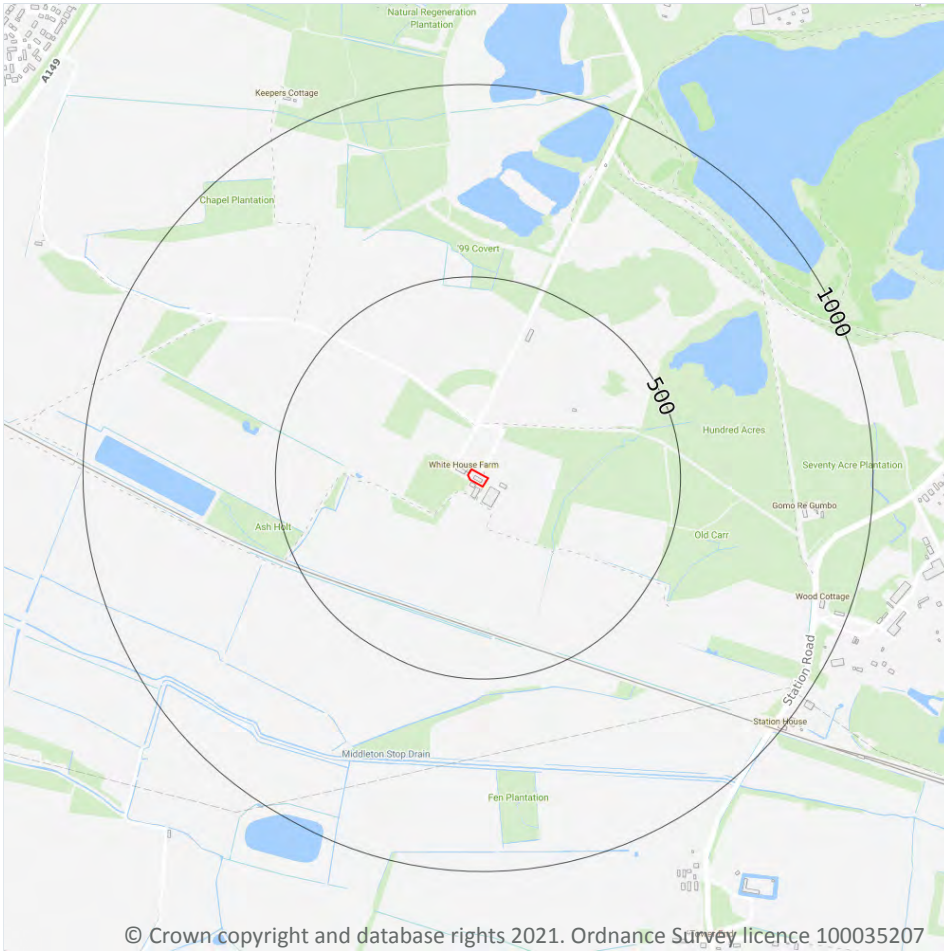 Natural Regeneration
Plantation
A149
Keepers Cottage
Chapel Plantation
'99 Covert
1000
500
Hundred Acres
White House Farm
Seventy Acre Plantation
Gorno Re Gumbo
Ash Holt
Old Carr
Wood Cottage
Station Road
Station House
Middleton Stop Drain
Fen Plantation
© Crown copyright and database rights 2021. Ordnance Survey licence 100035207